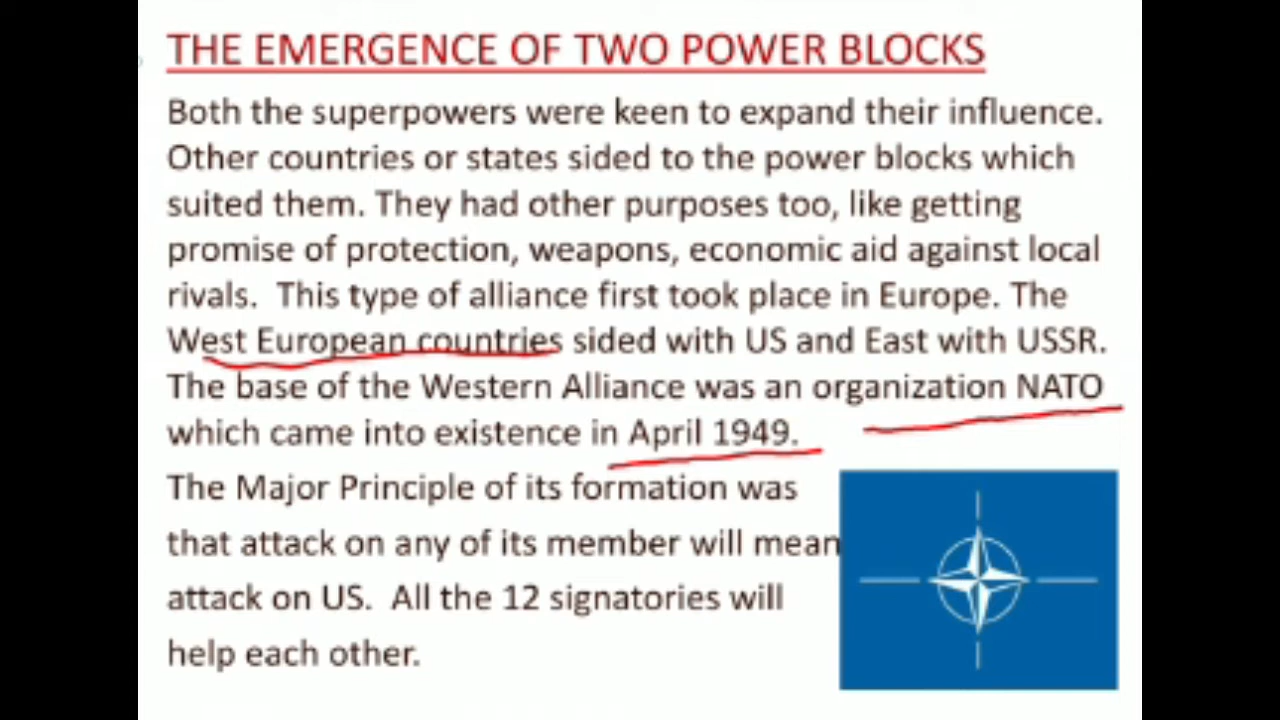 THE EMERGENCE OF TWO POWER BLOCKS
Both the superpowers were keen to expand their influence.
Other countries or states sided to the power blocks which
suited them. They had other purposes too, like getting
promise of protection, weapons, economic aid against local
rivals.  This type of alliance first took place in Europe. The
West European countries sided with US and East with USSR.
The base of the Western Alliance was an organization NATO
which came into existence in April 1949.
The Major Principle of its formation was
that attack on any of its member will mean
attack on US.  All the 12 signatories will
help each other.